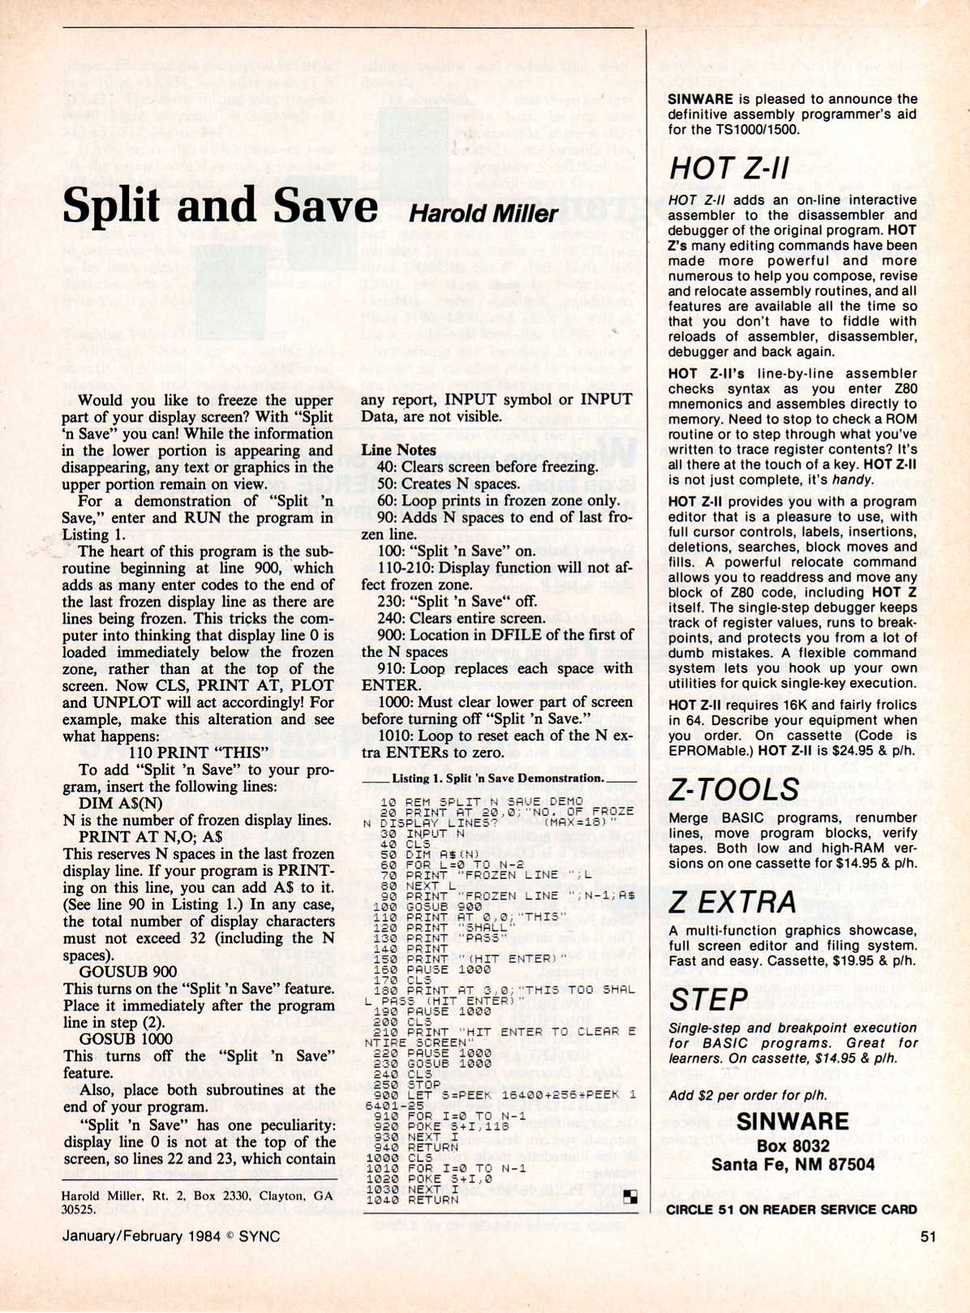 Split and Save Harold Miller
Would you like to freeze the upper
part of your display screen? With “Split
’n Save” you can! While the information
in the lower portion is appearing and
disappearing, any text or graphics in the
upper portion remain on view.
For a demonstration of “Split ’n
Save,” enter and RUN the program in
Listing 1.
The heart of this program is the sub-
routine beginning at line 900, which
adds as many enter codes to the end of
the last frozen display line as there are
lines being frozen. This tricks the com-
puter into thinking that display line 0 is
loaded immediately below the frozen
zone, rather than at the top of the
screen. Now CLS, PRINT AT, PLOT
and UNPLOT will act accordingly! For
example, make this alteration and see
what happens:
110 PRINT “THIS”
To add “Split ’n Save” to your pro-
gram, insert the following lines:
DIM A$(N)
N is the number of frozen display lines.
PRINT AT N,O; A$
This reserves N spaces in the last frozen
display line. If your program is PRINT-
ing on this line, you can add A$ to it.
(See line 90 in Listing 1.) In any case,
the total number of display characters
must not exceed 32 (including the N
spaces).
GOUSUB 900
This turns on the “Split ’n Save” feature.
Place it immediately after the program
line in step (2).
GOSUB 1000
This turns off the “Split ’n Save”
feature.
Also, place both subroutines at the
end of your program.
“Split ’n Save” has one peculiarity:
display line 0 is not at the top of the
screen, so lines 22 and 23, which contain
Harold Miller, Rt. 2, Box 2330, Clayton, GA
30525.
any report, INPUT symbol or INPUT
Data, are not visible.
Line Notes
40: Clears screen before freezing.
50: Creates N spaces.
60: Loop prints in frozen zone only.
90: Adds N spaces to end of last fro-
zen line.
100: “Split ’n Save” on.
110-210: Display function will not af-
fect frozen zone.
230: “Split ’n Save“ off.
240: Clears entire screen.
900: Location in DFILE of the first of
the N spaces
910: Loop replaces each space with
ENTER.
1000: Must clear lower part of screen
before turning off “Split ’n Save.”
1010: Loop to reset each of the N ex-
tra ENTERs to zero.
Listing 1. Split ’n Save Demonstration.
10 REM SPLIT N SAVE DEMO
20 PRINT AT 20,0;"NO. OF FROZE
N DISPLAY LINES? (MAX=18)"
30 INPUT N
40 CLS
50 DIM A$(N)
60 FOR L=0 TO N-2
70 PRINT "FROZEN LINE ";L
80 NEXT L
90 PRINT "FROZEN LINE ";N-1;A$
100 GOSUB 900
110 PRINT AT 0,0;"THIS"
120 PRINT "SHALL"
130 PRINT "PASS"
140 PRINT
150 PRINT "(HIT ENTER)"
160 PAUSE 1000
170 CLS
180 PRINT AT 3,0;"THIS TOO SHAL
L PASS (HIT ENTER)"
190 PAUSE 1000
200 CLS
210 PRINT "HIT ENTER TO CLEAR E
NTIRE SCREEN"
220 PAUSE 1000
230 GOSUB 1000
240 CLS
250 STOP
900 LET S=PEEK 16400+256*PEEK 1
6401-25
910 FOR I=0 TO N-1
920 POKE S+I,118
930 NEXT I
940 RETURN
1000 CLS
1010 FOR I=0 TO N-1
1020 POKE S+I,0
1030 NEXT I
1040 RETURN
SINWARE is pleased to announce the
definitive assembly programmer's aid
for the TS1000/1500.
HOT Z-II
HOT Z-II adds an on-line interactive
assembler to the disassembler and
debugger of the original program. HOT
Z's many editing commands have been
made more powerful and more
numerous to help you compose, revise
and relocate assembly routines, and all
features are available all the time so
that you don't have to fiddle with
reloads of assembler, disassembler,
debugger and back again.
HOT Z-II's line-by-line assembler
checks syntax as you enter Z80
mnemonics and assembles directly to
memory. Need to stop to check a ROM
routine or to step through what you've
written to trace register contents? It's
all there at the touch of a key. HOT Z-II
is not just complete, it's handy.
HOT Z-II provides you with a program
editor that is a pleasure to use, with
full cursor controls, labels, insertions,
deletions, searches, block moves and
fills. A powerful relocate command
allows you to readdress and move any
block of Z80 code, including HOT Z
itself. The single-step debugger keeps
track of register values, runs to break-
points, and protects you from a lot of
dumb mistakes. A flexible command
system lets you hook up your own
utilities for quick single-key execution.
HOT Z-II requires 16K and fairly frolics
in 64. Describe your equipment when
you order. On cassette (Code is
EPROMable.) HOT Z-II is $24.95 & p/h.
Z-TOOLS
Merge BASIC programs, renumber
lines, move program blocks, verify
tapes. Both low and high-RAM ver-
sions on one cassette for $14.95 & p/h.
Z EXTRA
A multi-function graphics showcase,
full screen editor and filing system.
Fast and easy. Cassette, $19.95 & p/h.
STEP
Single-step and breakpoint execution
for BASIC programs. Great for
learners. On cassette, $14.95 & p/h.
Add $2 per order for p/h.
SINWARE
Box 8032
Santa Fe, NM 87504
CIRCLE 51 ON READER SERVICE CARD
January/February 1984 © SYNC
51